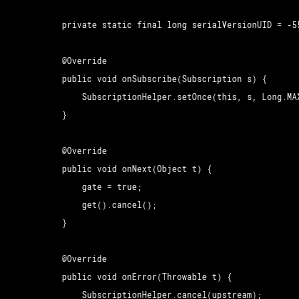 private static final long serialVersionUID = -55
@Override
public void onSubscribe(Subscription s) {
SubscriptionHelper.setOnce(this, s, Long.MAX
}
@Override
public void onNext(Object t) {
gate = true;
get().cancel();
}
@Override
public void onError(Throwable t) {
SubscriptionHelper.cancel(upstream);